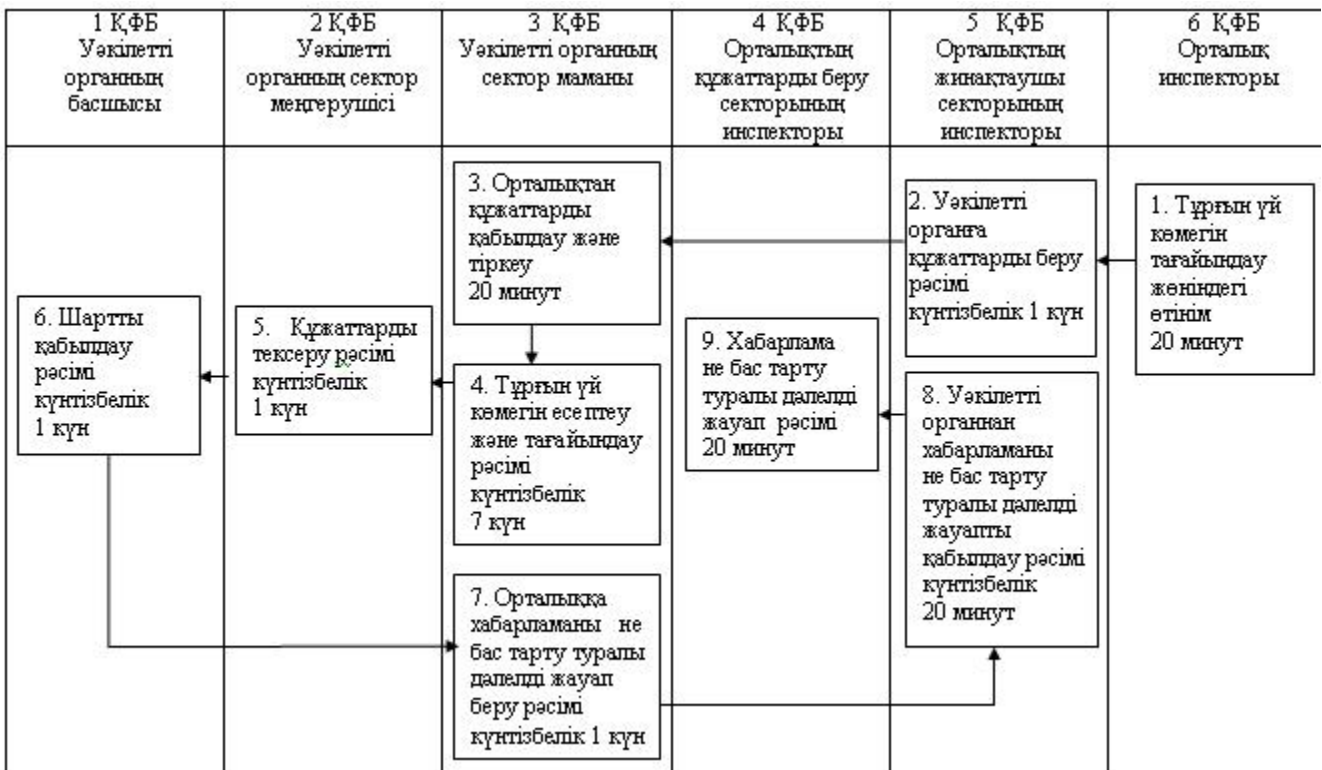 1 ҚФБ
Уәкілетті
органның
басшысы
2 ҚФБ
Уәкілетті
органның сектор
меңгерушісі
3 ҚФБ
Уәкілетті органның
сектор маманы
4 ҚФБ
Орталықтың
құжаттарды беру
секторының
инспекторы
5 ҚФБ
Орталықтың
жинақтаушы
секторының
инспекторы
6 ҚФБ
Орталық
инспекторы
1. Тұрғын үй
көмегін
тағайындау
жөніндегі
өтінім
20 минут
2. Уәкілетті
органға
құжаттарды беру
рәсімі
күнтізбелік 1 күн
3. Орталықтан
құжаттарды
қабылдау және
тіркеу
20 минут
4. Тұрғын үй
көмегін есептеу
және тағайындау
рәсімі
күнтізбелік
7 күн
5. Құжаттарды
тексеру рәсімі
күнтізбелік
1 күн
6. Шартты
қабылдау
рәсімі
күнтізбелік
1 күн
7. Орталыққа
хабарламаны не
бас тарту туралы
дәлелді жауап
беру рәсімі
күнтізбелік 1 күн
8. Уәкілетті
органнан
хабарламаны
не бас тарту
туралы дәлелді
жауапты
қабылдау рәсімі
күнтізбелік
20 минут
9. Хабарлама
не бас тарту
туралы дәлелді
жауап рәсімі
20 минут